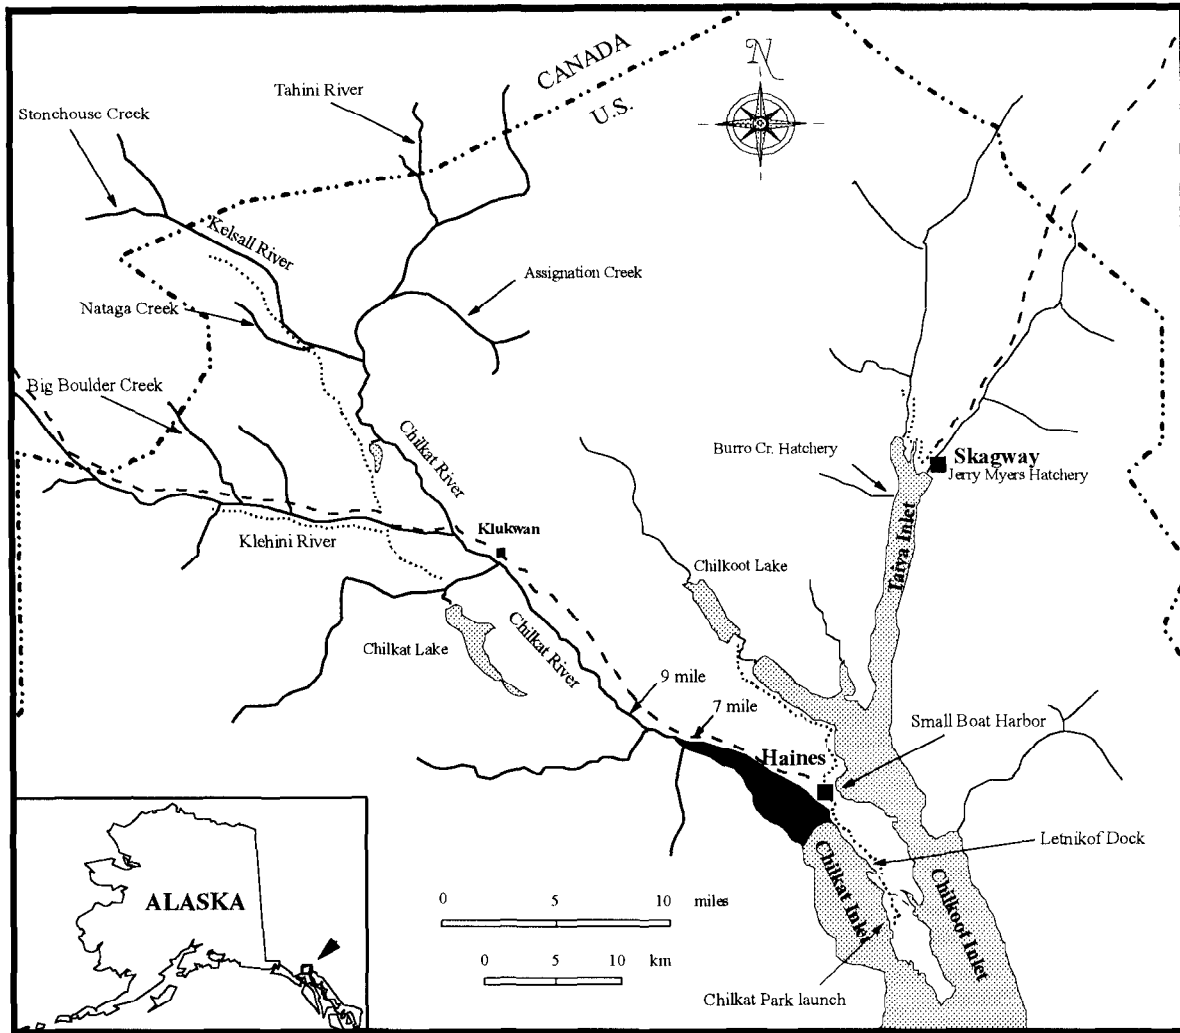 N
CANADA
U.S.
Tahini River
Stonehouse Creek
Kelsall River
Assignation Creek
Nataga Creek
Big Boulder Creek
Chilkat River
Burro Cr. Hatchery
Skagway
Jerry Myers Hatchery
Taiya Inlet
Klukwan
Klehini River
Chilkoot Lake
Chilkat Lake
Chilkat River
9 mile
7 mile
Small Boat Harbor
Haines
Letnikof Dock
Chilkat Inlet
Chilkoot Inlet
ALASKA
0 5 10 miles
0 5 10 km
Chilkat Park launch